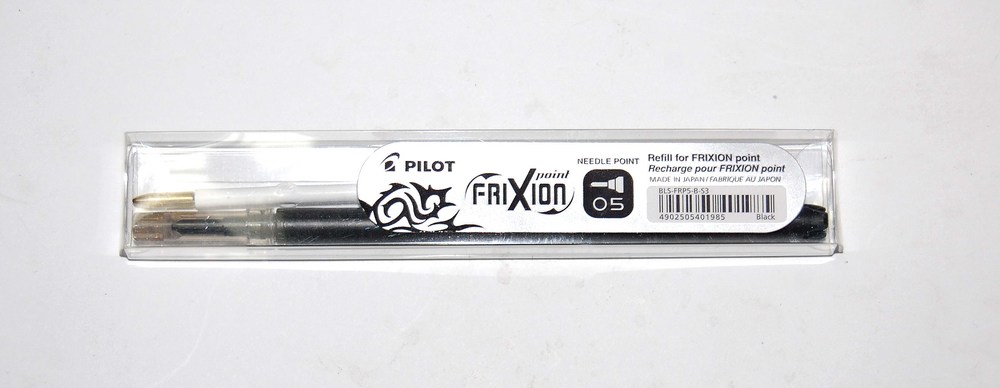 PILOT
FRIXION point
NEEDLE POINT
05
Refill for FRIXION point
Recharge pour FRIXION point
MADE IN JAPAN / FABRIQUE AU JAPON
BLS-FRP5-B-S3
4902505401985 Black